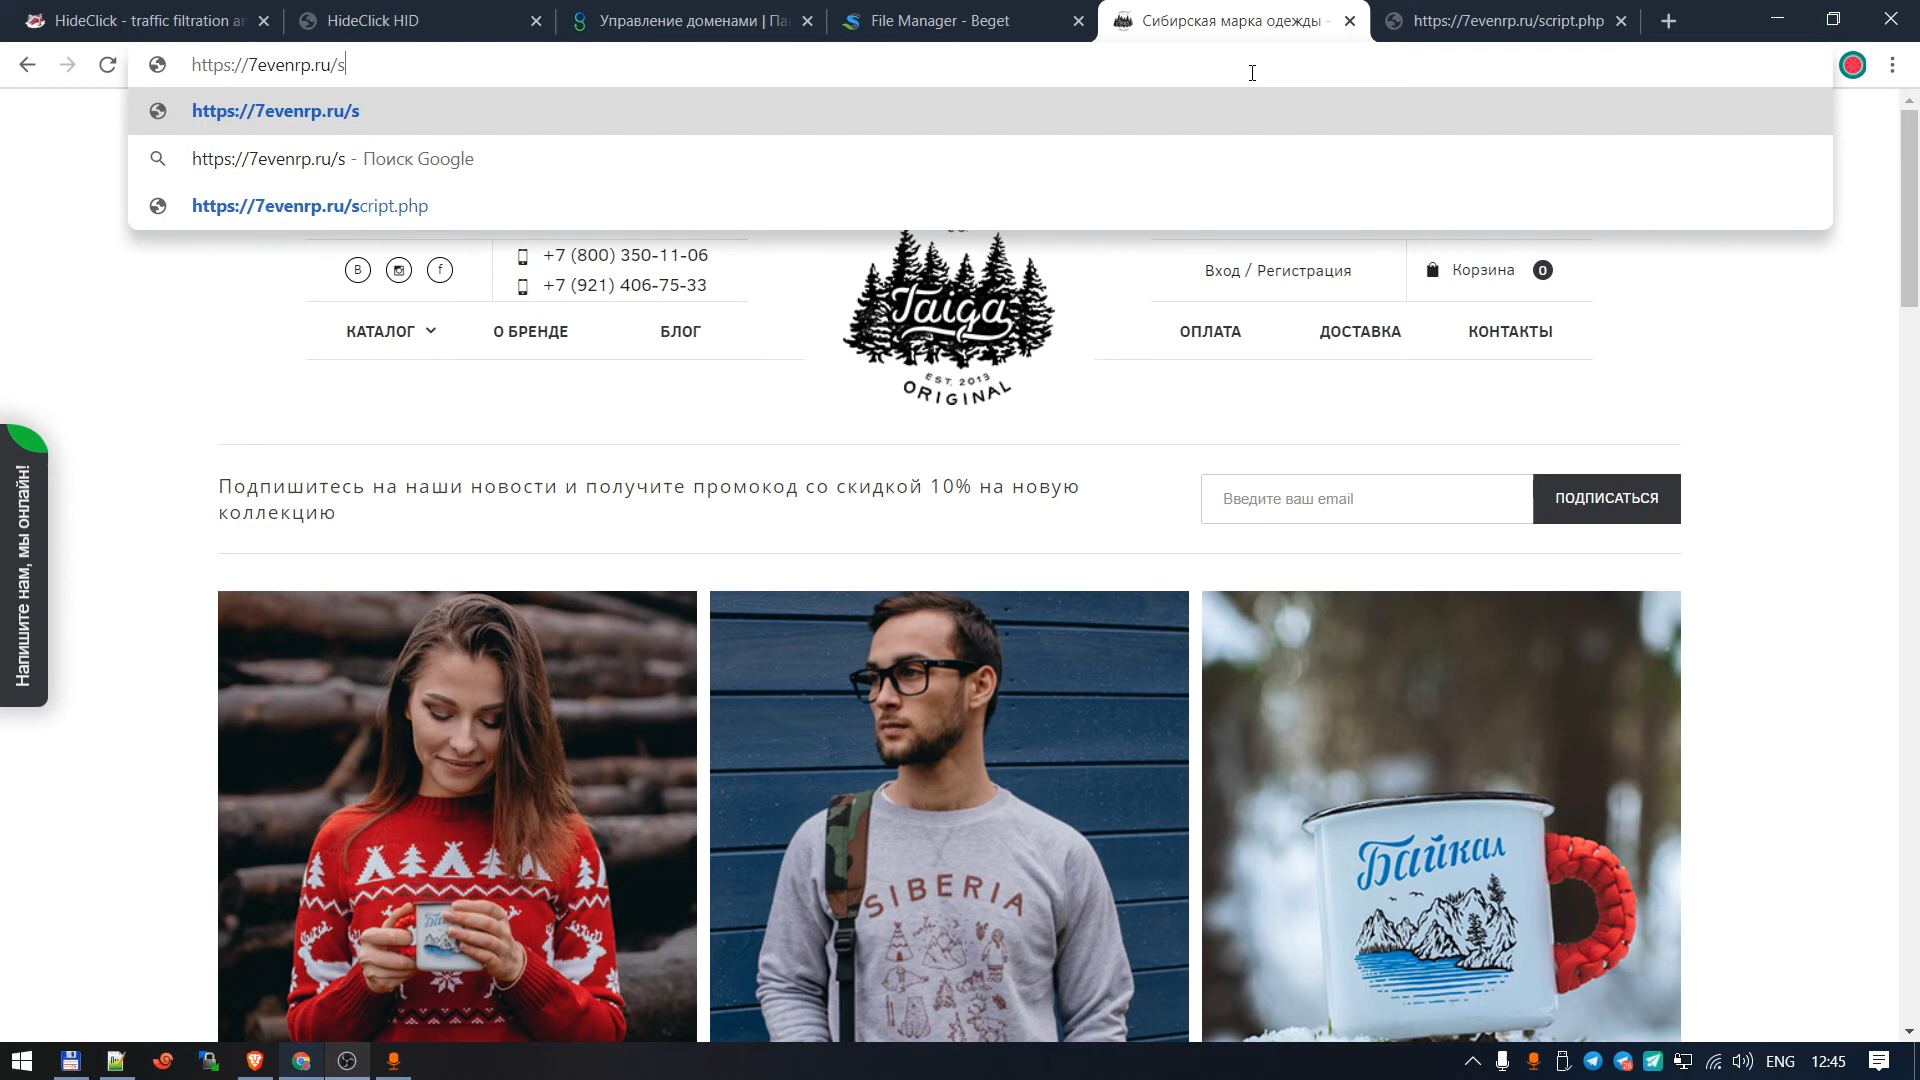 HideClick - traffic filtration an
HideClick HID
Управление доменами | Па
File Manager - Beget
Сибирская марка одежды -
https://7evenrp.ru/script.php
https://7evenrp.ru/s
https://7evenrp.ru/s
https://7evenrp.ru/s - Поиск Google
https://7evenrp.ru/script.php
B
f
+7 (800) 350-11-06
+7 (921) 406-75-33
Вход / Регистрация
Корзина 0
КАТАЛОГ
О БРЕНДЕ
БЛОГ
Taiga
EST. 2013
ORIGINAL
ОПЛАТА
ДОСТАВКА
КОНТАКТЫ
Напишите нам, мы онлайн!
Подпишитесь на наши новости и получите промокод со скидкой 10% на новую
коллекцию
Введите ваш email
ПОДПИСАТЬСЯ
SIBERIA
Байкал
ENG
12:45